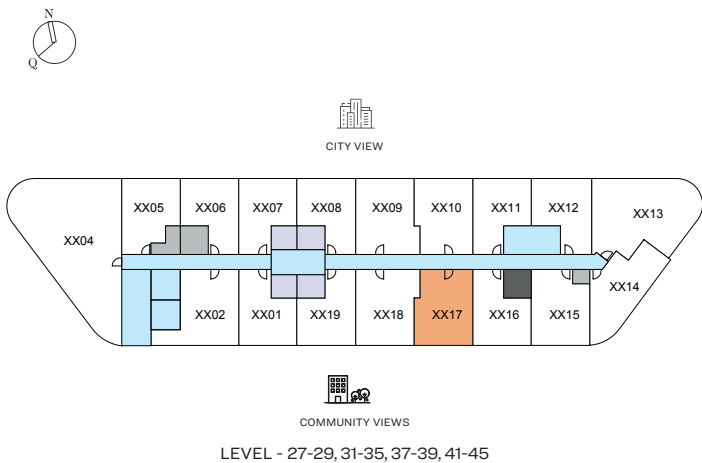 N
Q
CITY VIEW
XX05 XX06 XX07 XX08 XX09 XX10 XX11 XX12
XX04 XX13
XX14
XX02 XX01 XX19 XX18 XX17 XX16 XX15
COMMUNITY VIEWS
LEVEL - 27-29, 31-35, 37-39, 41-45